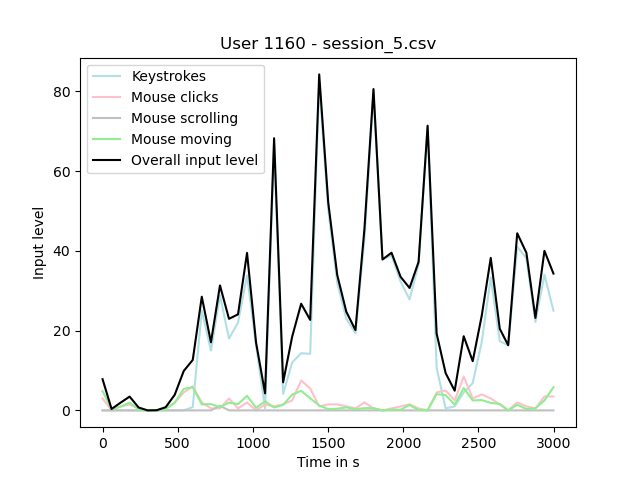 User 1160 - session_5.csv
Keystrokes
Mouse clicks
Mouse scrolling
Mouse moving
Overall input level
Input level
80
60
40
20
0
0 500 1000 1500 2000 2500 3000
Time in s